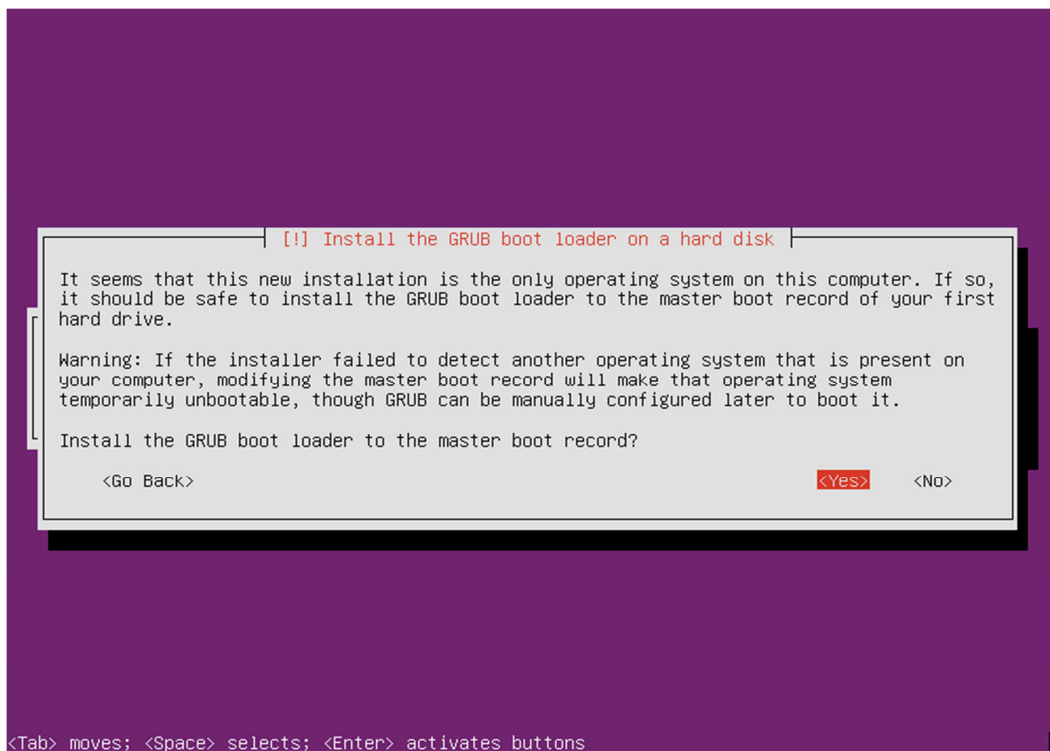 [!] Install the GRUB boot loader on a hard disk
It seems that this new installation is the only operating system on this computer. If so,
it should be safe to install the GRUB boot loader to the master boot record of your first
hard drive.
Warning: If the installer failed to detect another operating system that is present on
your computer, modifying the master boot record will make that operating system
temporarily unbootable, though GRUB can be manually configured later to boot it.
Install the GRUB boot loader to the master boot record?
<Go Back> <Yes> <No>
<Tab> moves; <Space> selects; <Enter> activates buttons